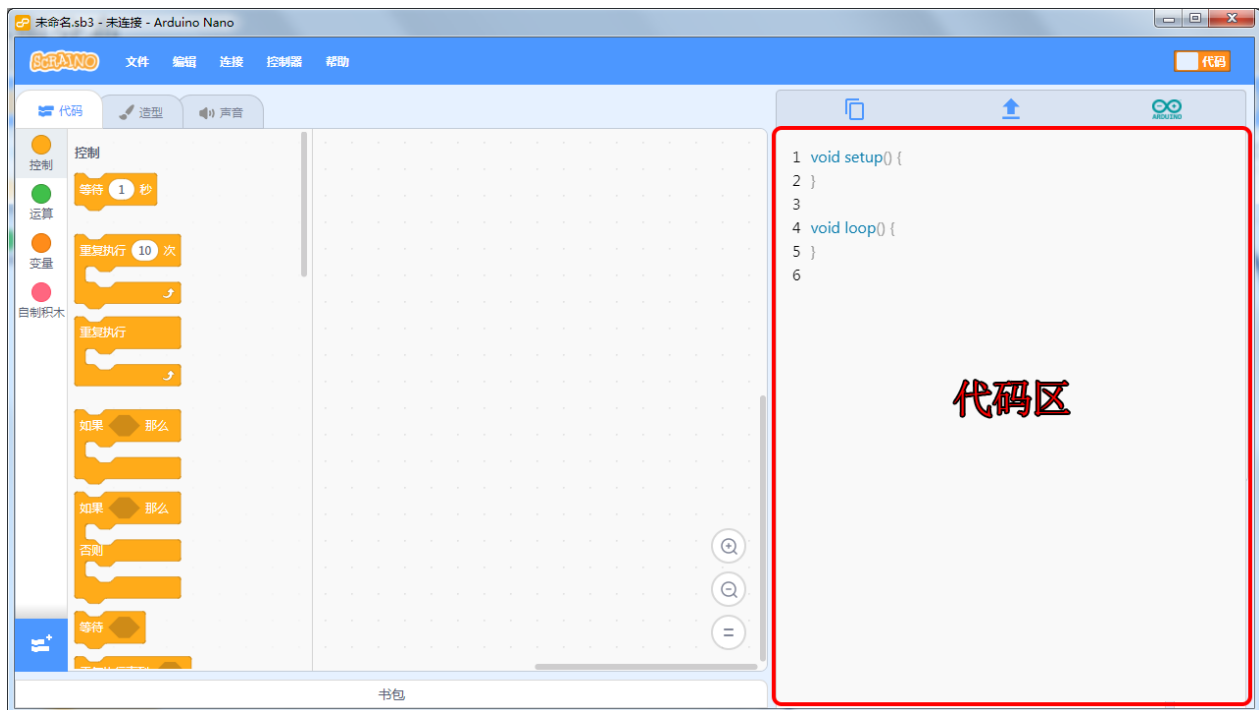 未命名.sb3 - 未连接 - Arduino Nano
SCRAINO 文件 编辑 连接 控制器 帮助 代码
代码 造型 声音
ARDUINO
控制
运算
变量
自制积木
控制
等待 1 秒
重复执行 10 次
重复执行
如果 那么
如果 那么
否则
等待
书包
1 void setup() {
2 }
3
4 void loop() {
5 }
6
代码区